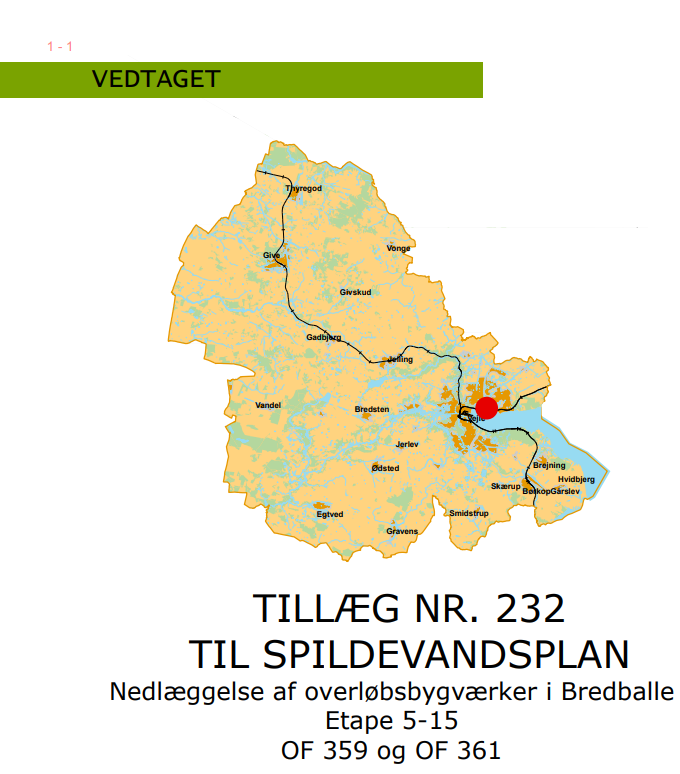 1 - 1
VEDTAGET
Thyregod
Vonge
Give
Givskud
Gadbjerg
Jelling
Vandel
Bredsten
Vejle
Jerlev
Ødsted
Brejning
Hvidbjerg
Skærup
Børkop
Gårslev
Egtved
Smidstrup
Gravens
TILLÆG NR. 232
TIL SPILDEVANDSPLAN
Nedlæggelse af overløbsbygværker i Bredballe
Etape 5-15
OF 359 og OF 361